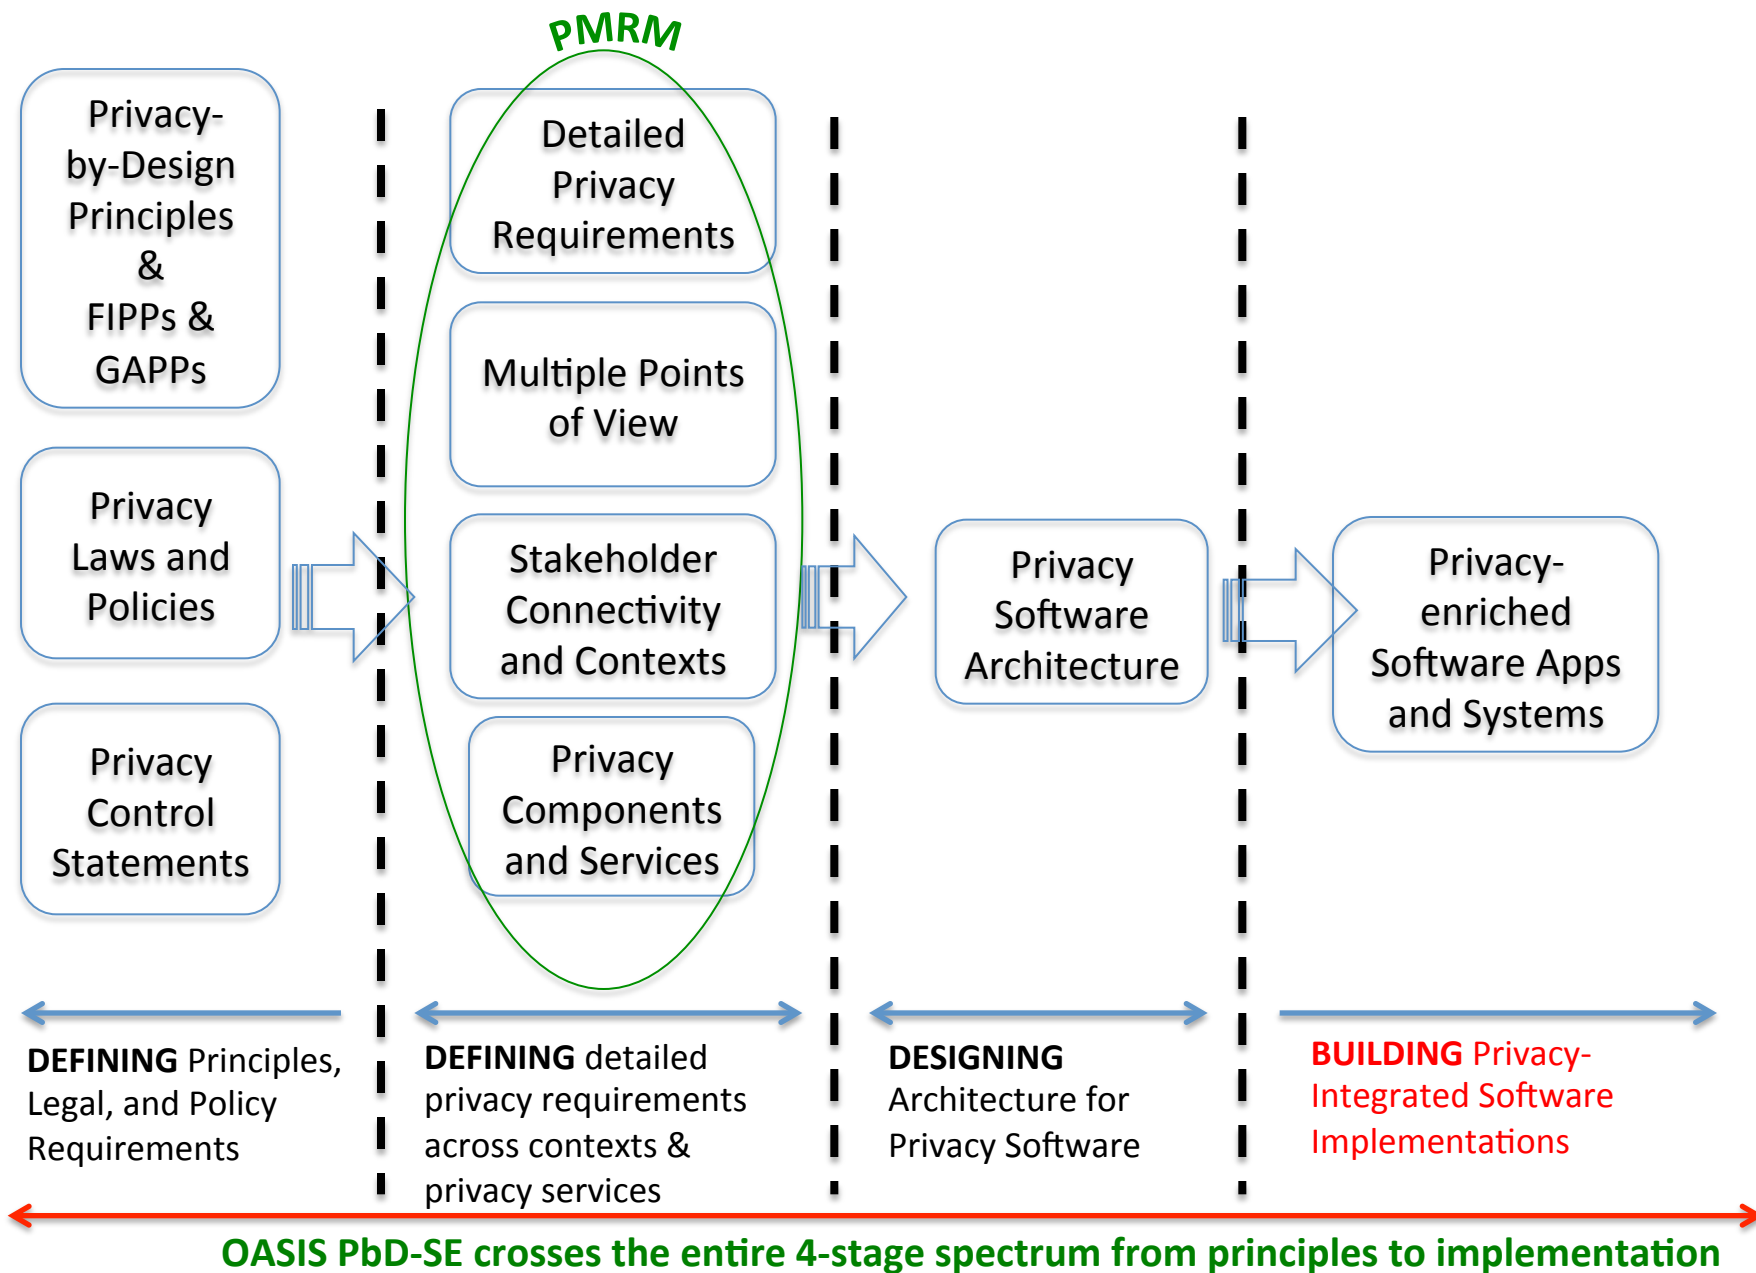 PMRM
Privacy-
by-Design
Principles
&
FIPPs &
GAPPs
Privacy
Laws and
Policies
Privacy
Control
Statements
Detailed
Privacy
Requirements
Multiple Points
of View
Stakeholder
Connectivity
and Contexts
Privacy
Components
and Services
Privacy
Software
Architecture
Privacy-
enriched
Software Apps
and Systems
DEFINING Principles,
Legal, and Policy
Requirements
DEFINING detailed
privacy requirements
across contexts &
privacy services
DESIGNING
Architecture for
Privacy Software
BUILDING Privacy-
Integrated Software
Implementations
OASIS PbD-SE crosses the entire 4-stage spectrum from principles to implementation